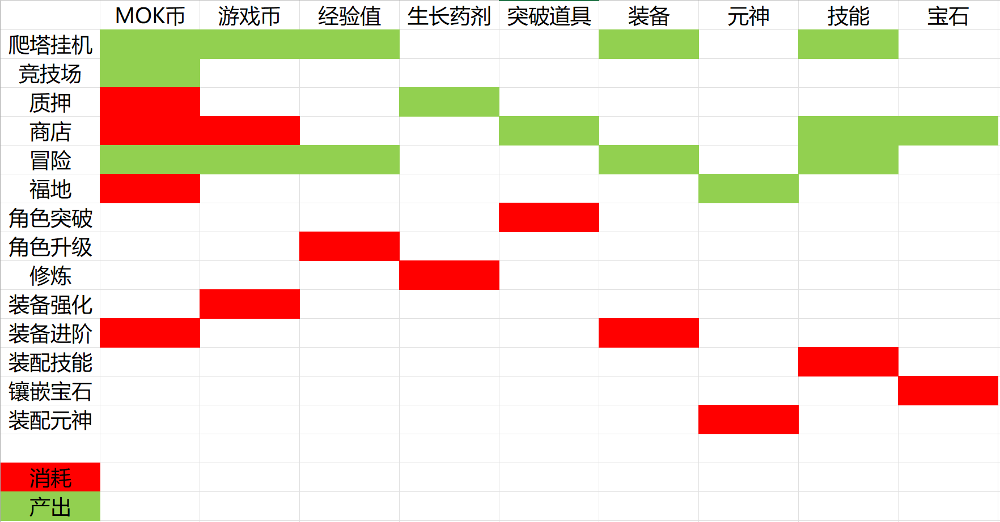 MOK币 游戏币 经验值 生长药剂 突破道具 装备 元神 技能 宝石
爬塔挂机
竞技场
质押
商店
冒险
福地
角色突破
角色升级
修炼
装备强化
装备进阶
装配技能
镶嵌宝石
装配元神
消耗
产出